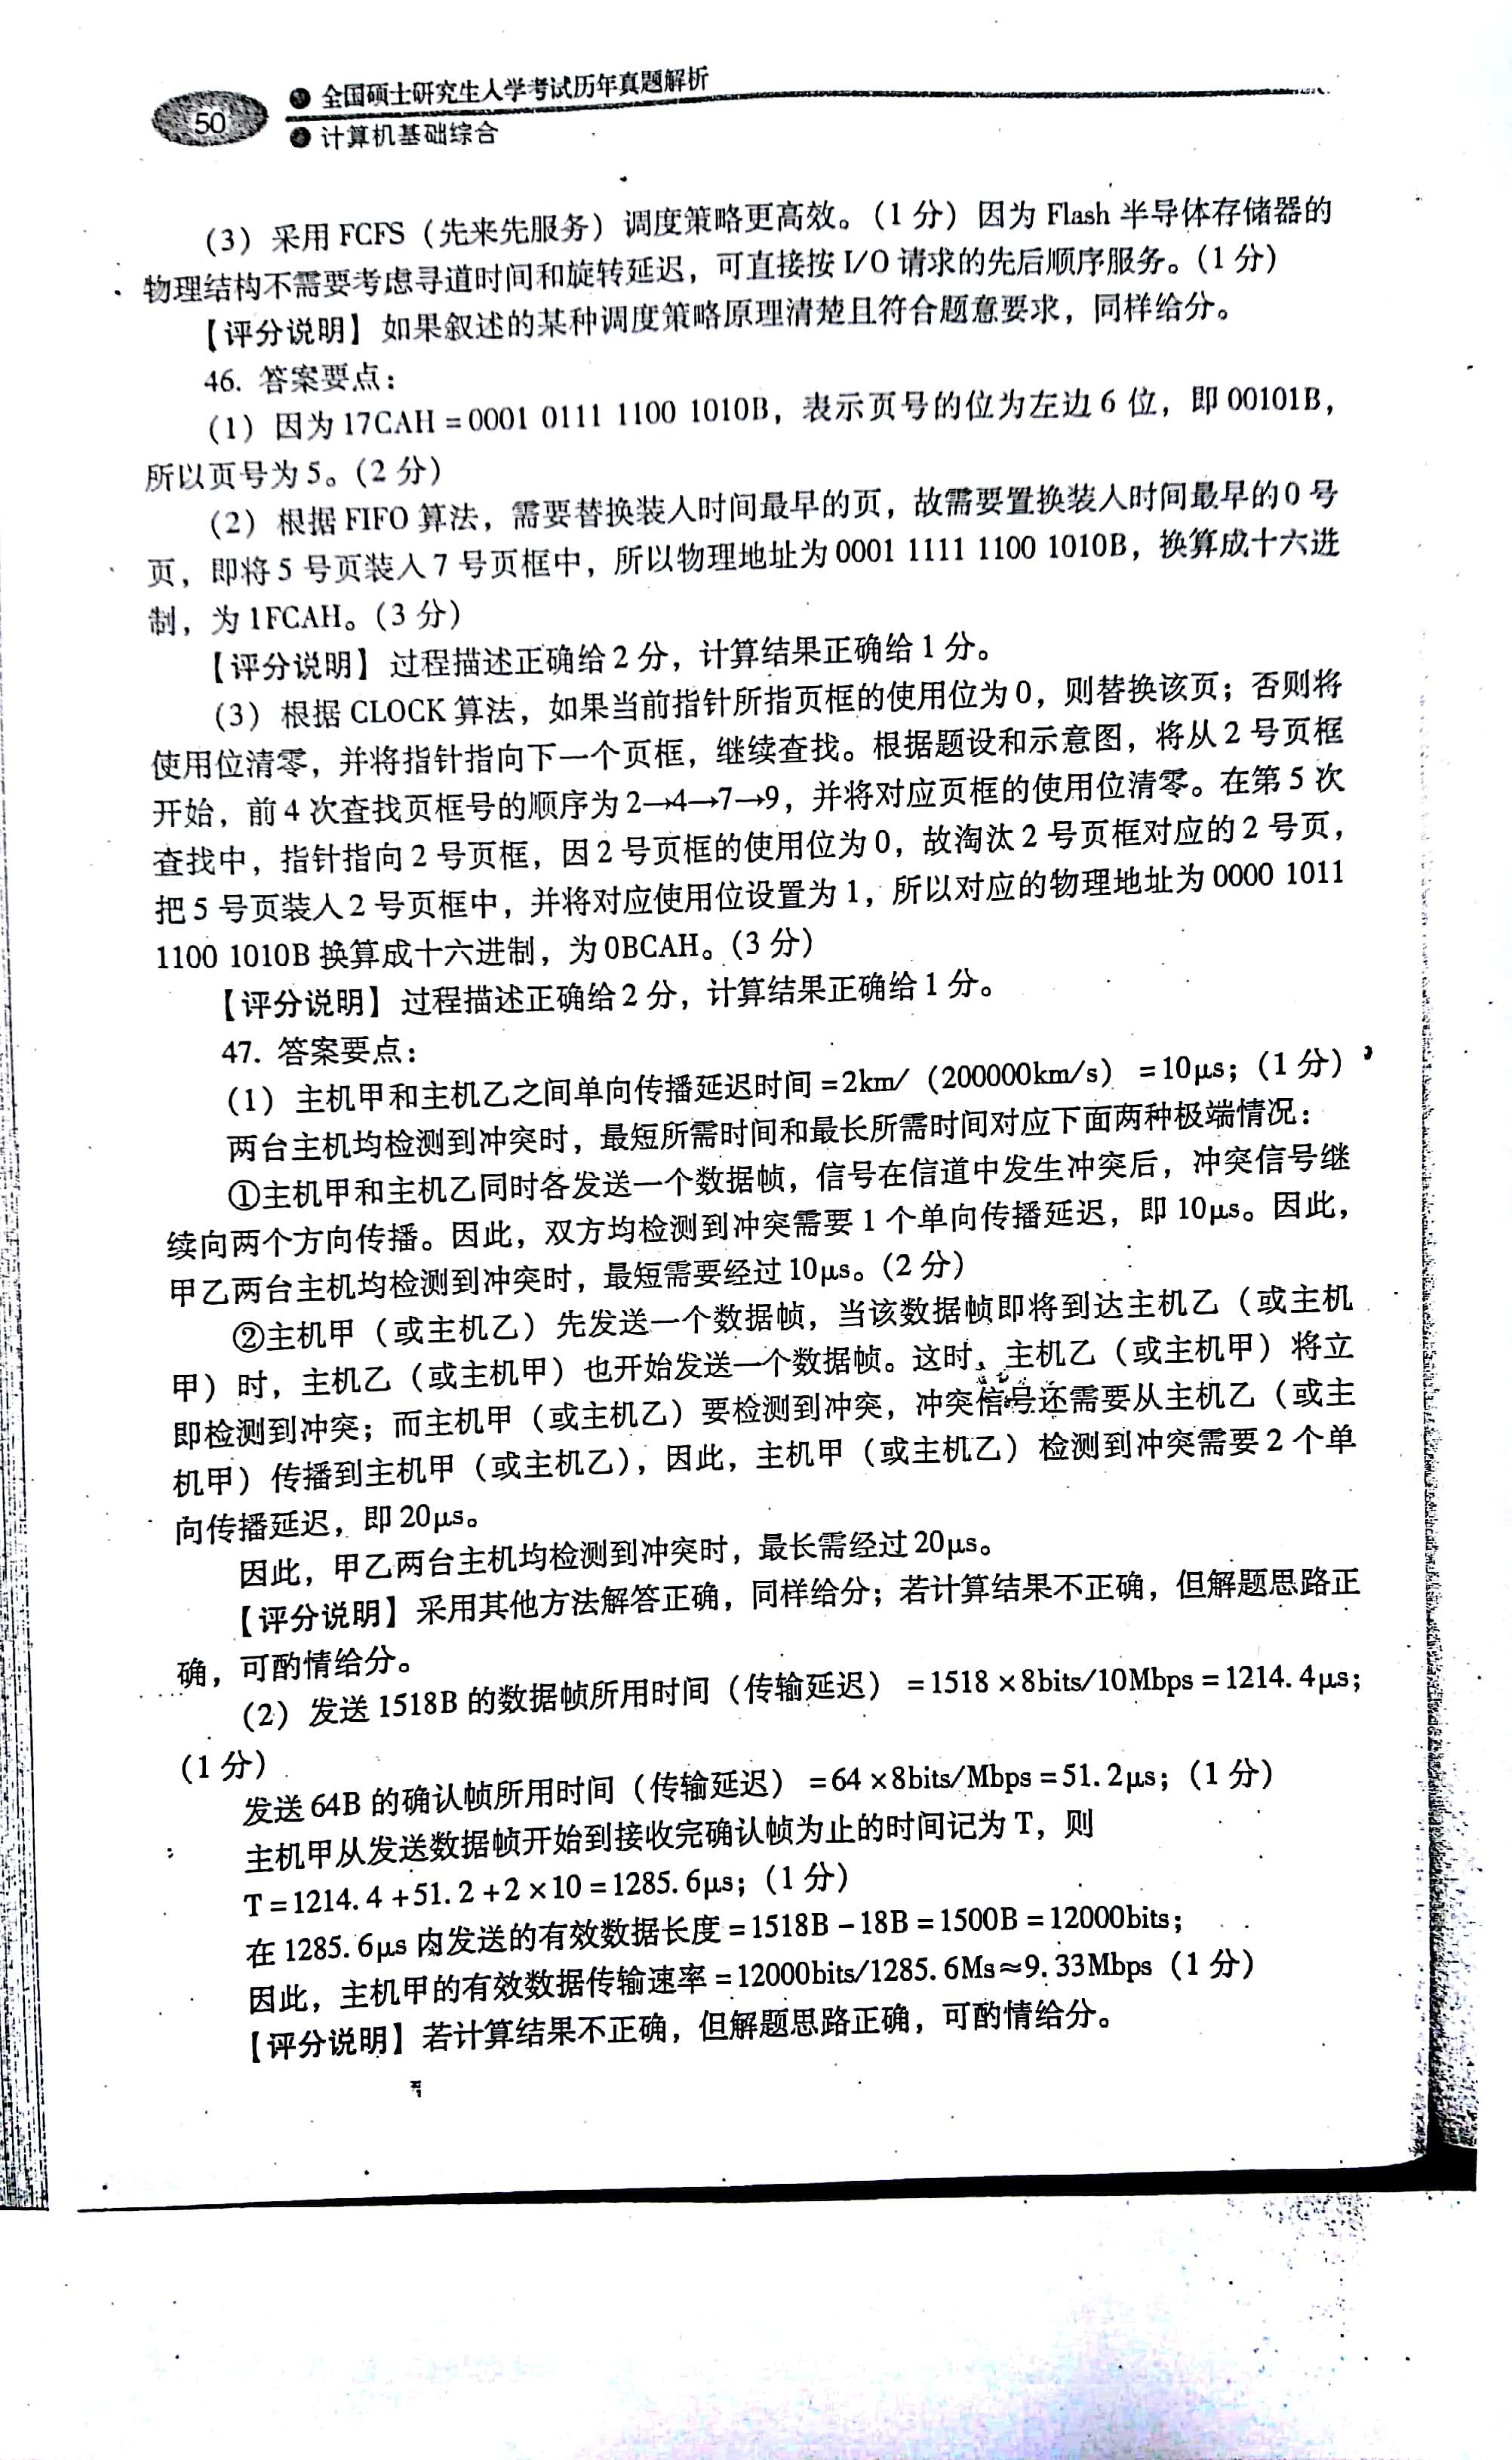 50
全国硕士研究生入学考试历年真题解析
计算机基础综合
(3) 采用 FCFS（先来先服务）调度策略更高效。(1 分) 因为 Flash 半导体存储器的
物理结构不需要考虑寻道时间和旋转延迟，可直接按 I/O 请求的先后顺序服务。(1 分)
【评分说明】如果叙述的某种调度策略原理清楚且符合题意要求，同样给分。
46. 答案要点：
(1) 因为 17CAH = 0001 0111 1100 1010B，表示页号的位为左边 6 位，即 00101B，
所以页号为 5。(2 分)
(2) 根据 FIFO 算法，需要替换装入时间最早的页，故需要置换装入时间最早的 0 号
页，即将 5 号页装入 7 号页框中，所以物理地址为 0001 1111 1100 1010B，换算成十六进
制，为 1FCAH。(3 分)
【评分说明】过程描述正确给 2 分，计算结果正确给 1 分。
(3) 根据 CLOCK 算法，如果当前指针所指页框的使用位为 0，则替换该页；否则将
使用位清零，并将指针指向下一个页框，继续查找。根据题设和示意图，将从 2 号页框
开始，前 4 次查找页框号的顺序为 2→4→7→9，并将对应页框的使用位清零。在第 5 次
查找中，指针指向 2 号页框，因 2 号页框的使用位为 0，故淘汰 2 号页框对应的 2 号页，
把 5 号页装入 2 号页框中，并将对应使用位设置为 1，所以对应的物理地址为 0000 1011
1100 1010B 换算成十六进制，为 0BCAH。(3 分)
【评分说明】过程描述正确给 2 分，计算结果正确给 1 分。
47. 答案要点：
(1) 主机甲和主机乙之间单向传播延迟时间 = 2km/（200000km/s） = 10μs；(1 分)
两台主机均检测到冲突时，最短所需时间和最长所需时间对应下面两种极端情况：
①主机甲和主机乙同时各发送一个数据帧，信号在信道中发生冲突后，冲突信号继
续向两个方向传播。因此，双方均检测到冲突需要 1 个单向传播延迟，即 10μs。因此，
甲乙两台主机均检测到冲突时，最短需要经过 10μs。(2 分)
②主机甲（或主机乙）先发送一个数据帧，当该数据帧即将到达主机乙（或主机
甲）时，主机乙（或主机甲）也开始发送一个数据帧。这时，主机乙（或主机甲）将立
即检测到冲突；而主机甲（或主机乙）要检测到冲突，冲突信号还需要从主机乙（或主
机甲）传播到主机甲（或主机乙），因此，主机甲（或主机乙）检测到冲突需要 2 个单
向传播延迟，即 20μs。
因此，甲乙两台主机均检测到冲突时，最长需经过 20μs。
【评分说明】采用其他方法解答正确，同样给分；若计算结果不正确，但解题思路正
确，可酌情给分。
(2) 发送 1518B 的数据帧所用时间（传输延迟） = 1518 × 8bits/10Mbps = 1214.4μs；
(1 分)
发送 64B 的确认帧所用时间（传输延迟） = 64 × 8bits/Mbps = 51.2μs；(1 分)
主机甲从发送数据帧开始到接收完确认帧为止的时间记为 T，则
T = 1214.4 + 51.2 + 2 × 10 = 1285.6μs；(1 分)
在 1285.6μs 内发送的有效数据长度 = 1518B - 18B = 1500B = 12000bits；
因此，主机甲的有效数据传输速率 = 12000bits/1285.6Ms ≈ 9.33Mbps (1 分)
【评分说明】若计算结果不正确，但解题思路正确，可酌情给分。